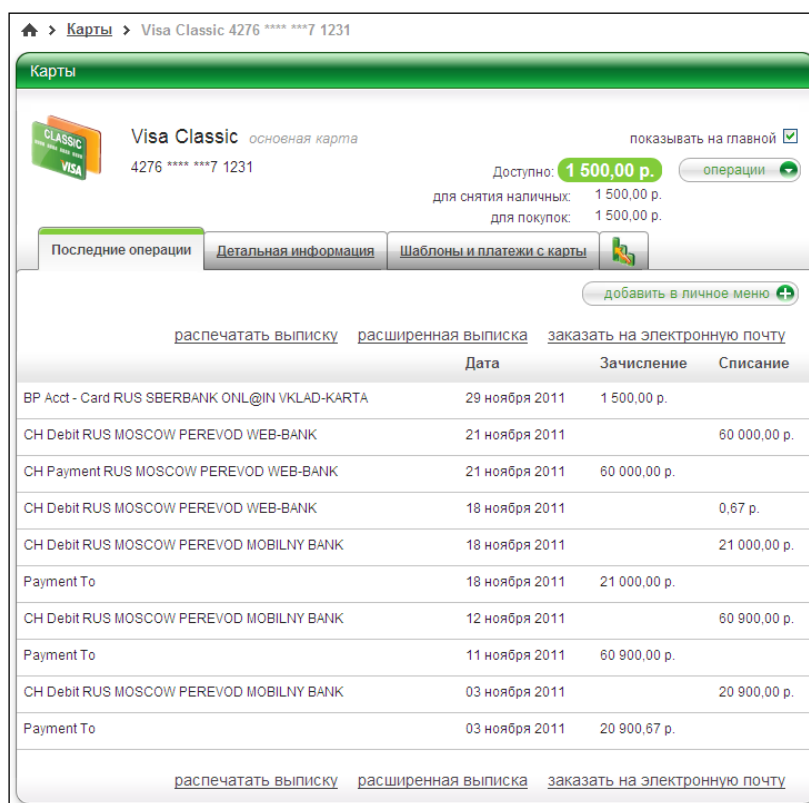 Карты > Visa Classic 4276 **** ***7 1231
Карты
CLASSIC
VISA
Visa Classic основная карта
показывать на главной
4276 **** ***7 1231
Доступно: 1 500,00 р.
операции
для снятия наличных: 1 500,00 р.
для покупок: 1 500,00 р.
Последние операции Детальная информация Шаблоны и платежи с карты
добавить в личное меню
распечатать выписку расширенная выписка заказать на электронную почту
Дата Зачисление Списание
BP Acct - Card RUS SBERBANK ONL@IN VKLAD-KARTA 29 ноября 2011 1 500,00 р.
CH Debit RUS MOSCOW PEREVOD WEB-BANK 21 ноября 2011 60 000,00 р.
CH Payment RUS MOSCOW PEREVOD WEB-BANK 21 ноября 2011 60 000,00 р.
CH Debit RUS MOSCOW PEREVOD WEB-BANK 18 ноября 2011 0,67 р.
CH Debit RUS MOSCOW PEREVOD MOBILNY BANK 18 ноября 2011 21 000,00 р.
Payment To 18 ноября 2011 21 000,00 р.
CH Debit RUS MOSCOW PEREVOD MOBILNY BANK 12 ноября 2011 60 900,00 р.
Payment To 11 ноября 2011 60 900,00 р.
CH Debit RUS MOSCOW PEREVOD MOBILNY BANK 03 ноября 2011 20 900,00 р.
Payment To 03 ноября 2011 20 900,67 р.
распечатать выписку расширенная выписка заказать на электронную почту